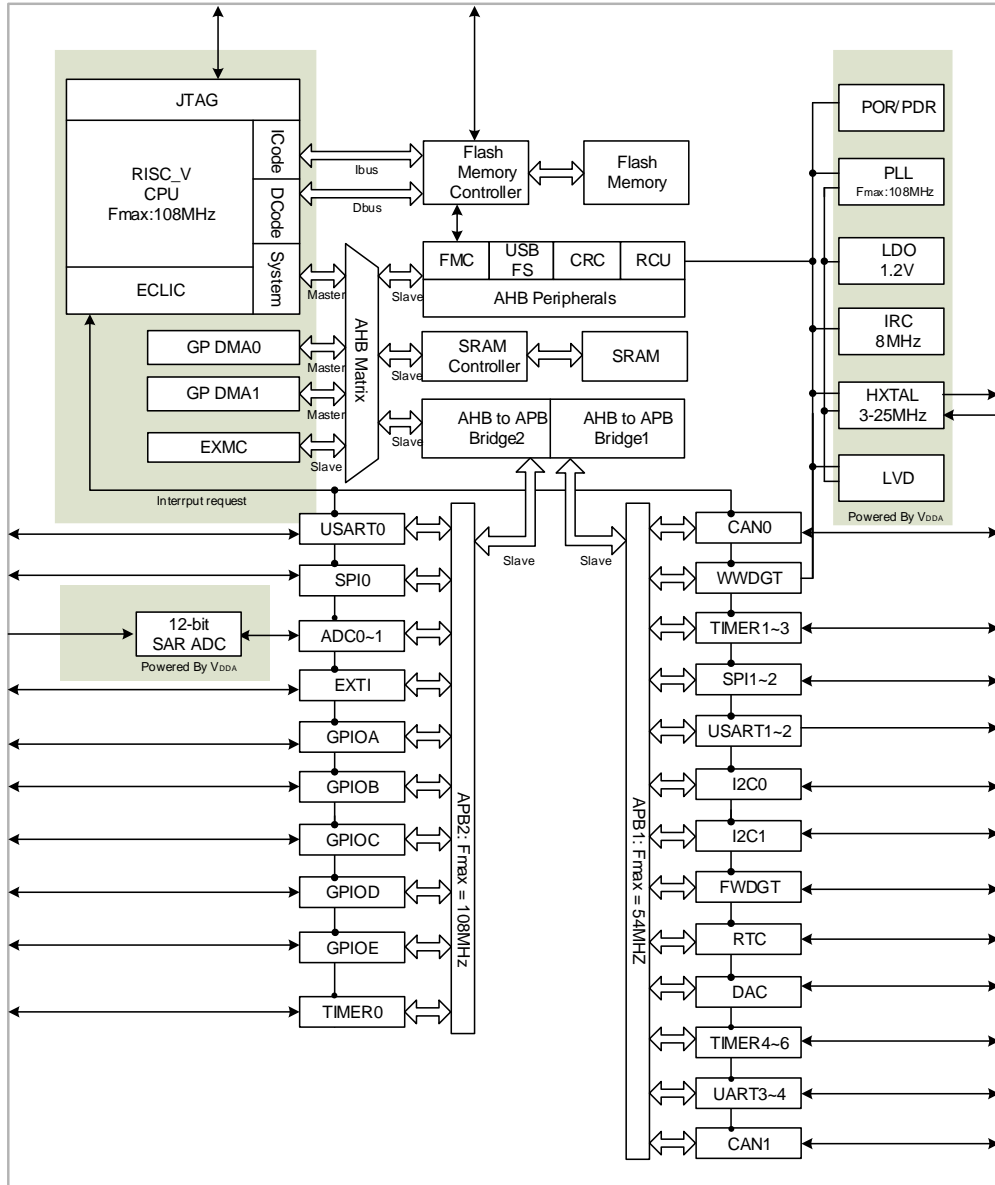 JTAG
RISC_V
CPU
Fmax:108MHz
ICode
DCode
System
ECLIC
Ibus
Dbus
Flash
Memory
Controller
Flash
Memory
FMC
USB
FS
CRC
RCU
AHB Peripherals
Master
Slave
AHB Matrix
GP DMA0
Master
GP DMA1
Master
EXMC
Slave
Slave
SRAM
Controller
SRAM
Slave
AHB to APB
Bridge2
AHB to APB
Bridge1
POR/PDR
PLL
Fmax:108MHz
LDO
1.2V
IRC
8MHz
HXTAL
3-25MHz
LVD
Powered By VDDA
Interrput request
Slave
Slave
USART0
SPI0
12-bit
SAR ADC
Powered By VDDA
ADC0~1
EXTI
GPIOA
GPIOB
GPIOC
GPIOD
GPIOE
TIMER0
APB2: Fmax = 108MHz
APB1: Fmax = 54MHZ
CAN0
WWDGT
TIMER1~3
SPI1~2
USART1~2
I2C0
I2C1
FWDGT
RTC
DAC
TIMER4~6
UART3~4
CAN1